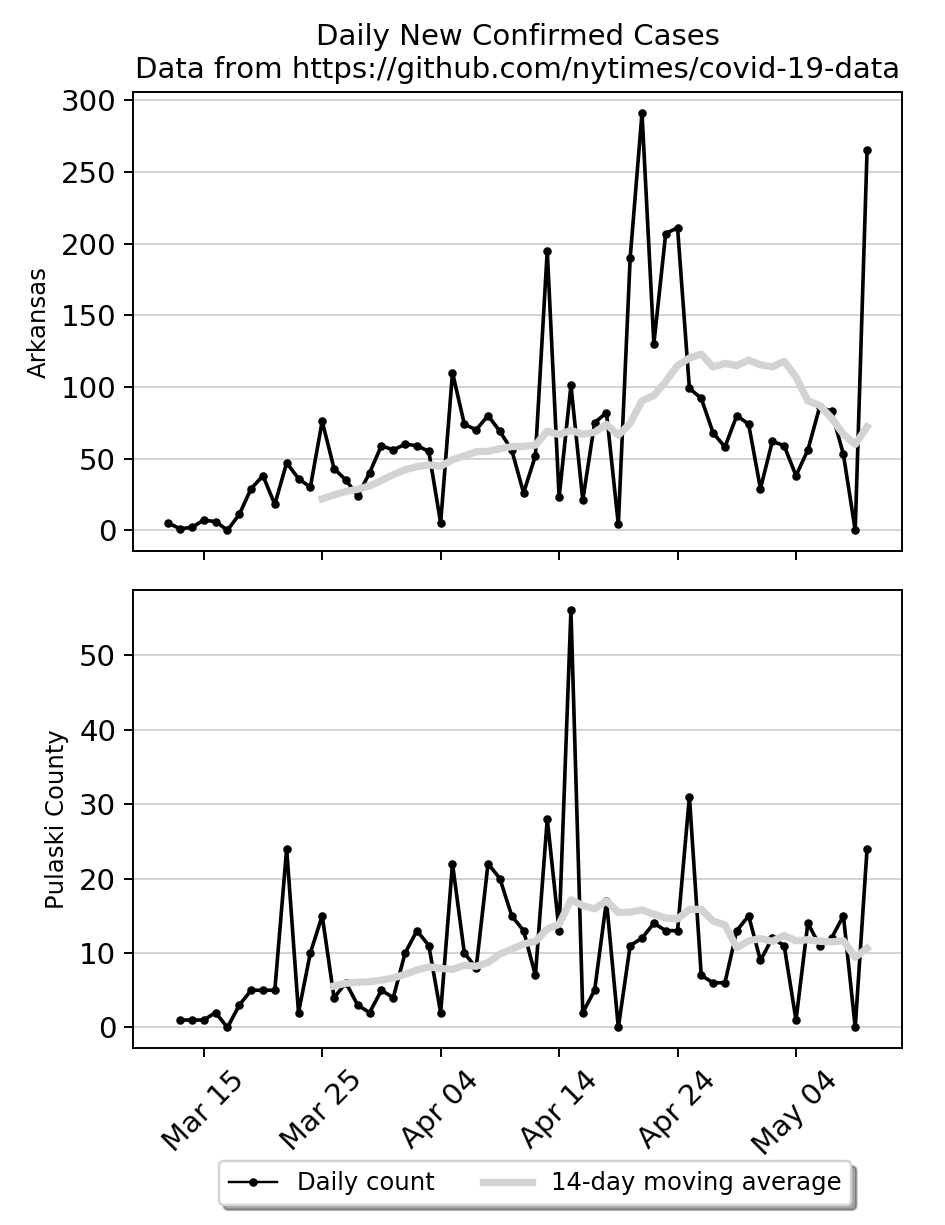 Daily New Confirmed Cases
Data from https://github.com/nytimes/covid-19-data
300
250
200
150
100
50
0
Arkansas
50
40
30
20
10
0
Pulaski County
Mar 15
Mar 25
Apr 04
Apr 14
Apr 24
May 04
Daily count
14-day moving average